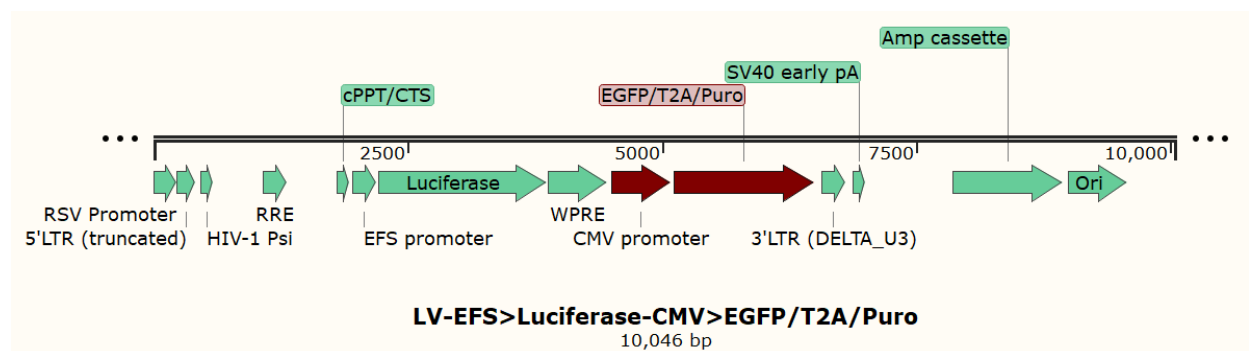 Amp cassette
SV40 early pA
cPPT/CTS
EGFP/T2A/Puro
2500
5000
7500
10,000
Luciferase
Ori
RSV Promoter
RRE
WPRE
5'LTR (truncated)
HIV-1 Psi
EFS promoter
CMV promoter
3'LTR (DELTA_U3)
LV-EFS>Luciferase-CMV>EGFP/T2A/Puro
10,046 bp